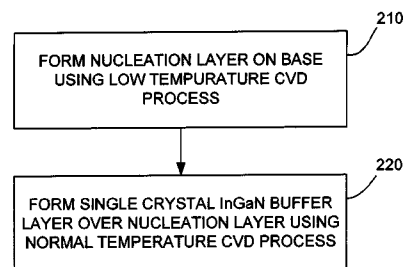 210
FORM NUCLEATION LAYER ON BASE
USING LOW TEMPURATURE CVD
PROCESS
220
FORM SINGLE CRYSTAL InGaN BUFFER
LAYER OVER NUCLEATION LAYER USING
NORMAL TEMPERATURE CVD PROCESS